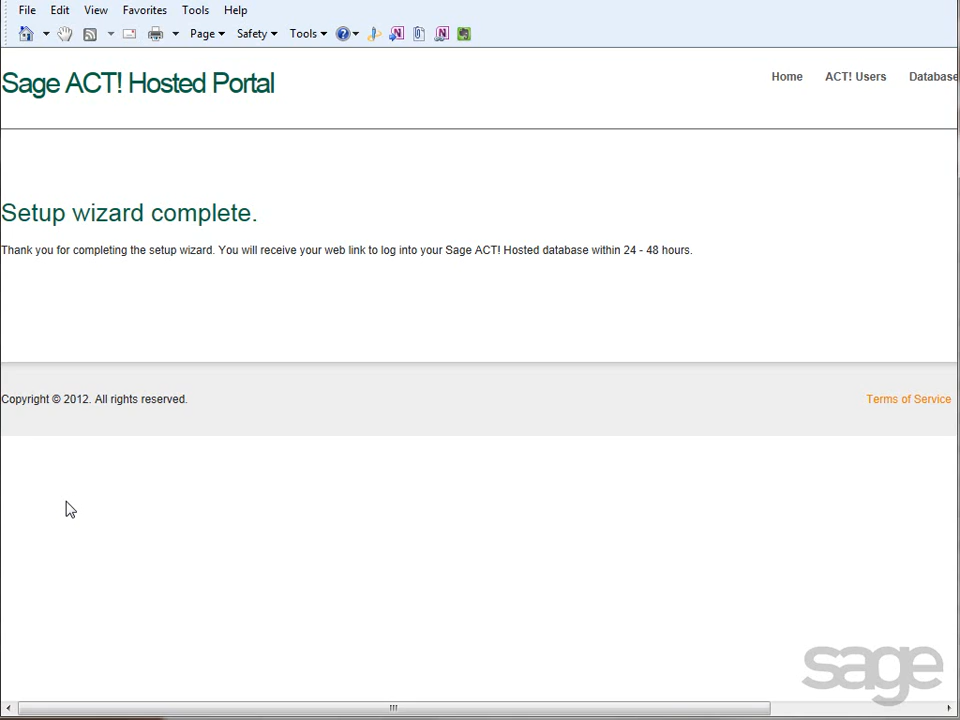 File Edit View Favorites Tools Help
Page Safety Tools
Sage ACT! Hosted Portal
Home ACT! Users Database
Setup wizard complete.
Thank you for completing the setup wizard. You will receive your web link to log into your Sage ACT! Hosted database within 24 - 48 hours.
Copyright © 2012. All rights reserved.
Terms of Service
sage